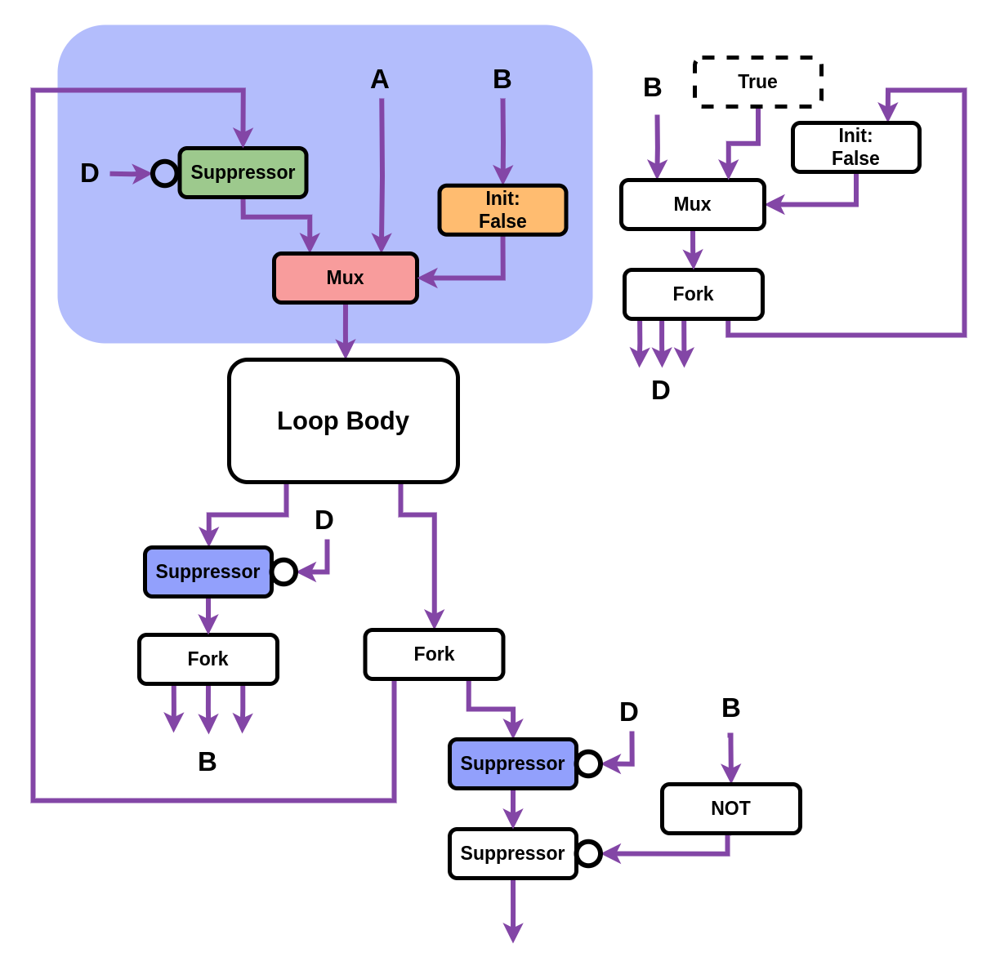 A
B
B
True
D
Suppressor
Init:
False
Init:
False
Mux
Mux
Fork
D
Loop Body
D
Suppressor
Fork
Fork
B
D
B
Suppressor
NOT
Suppressor